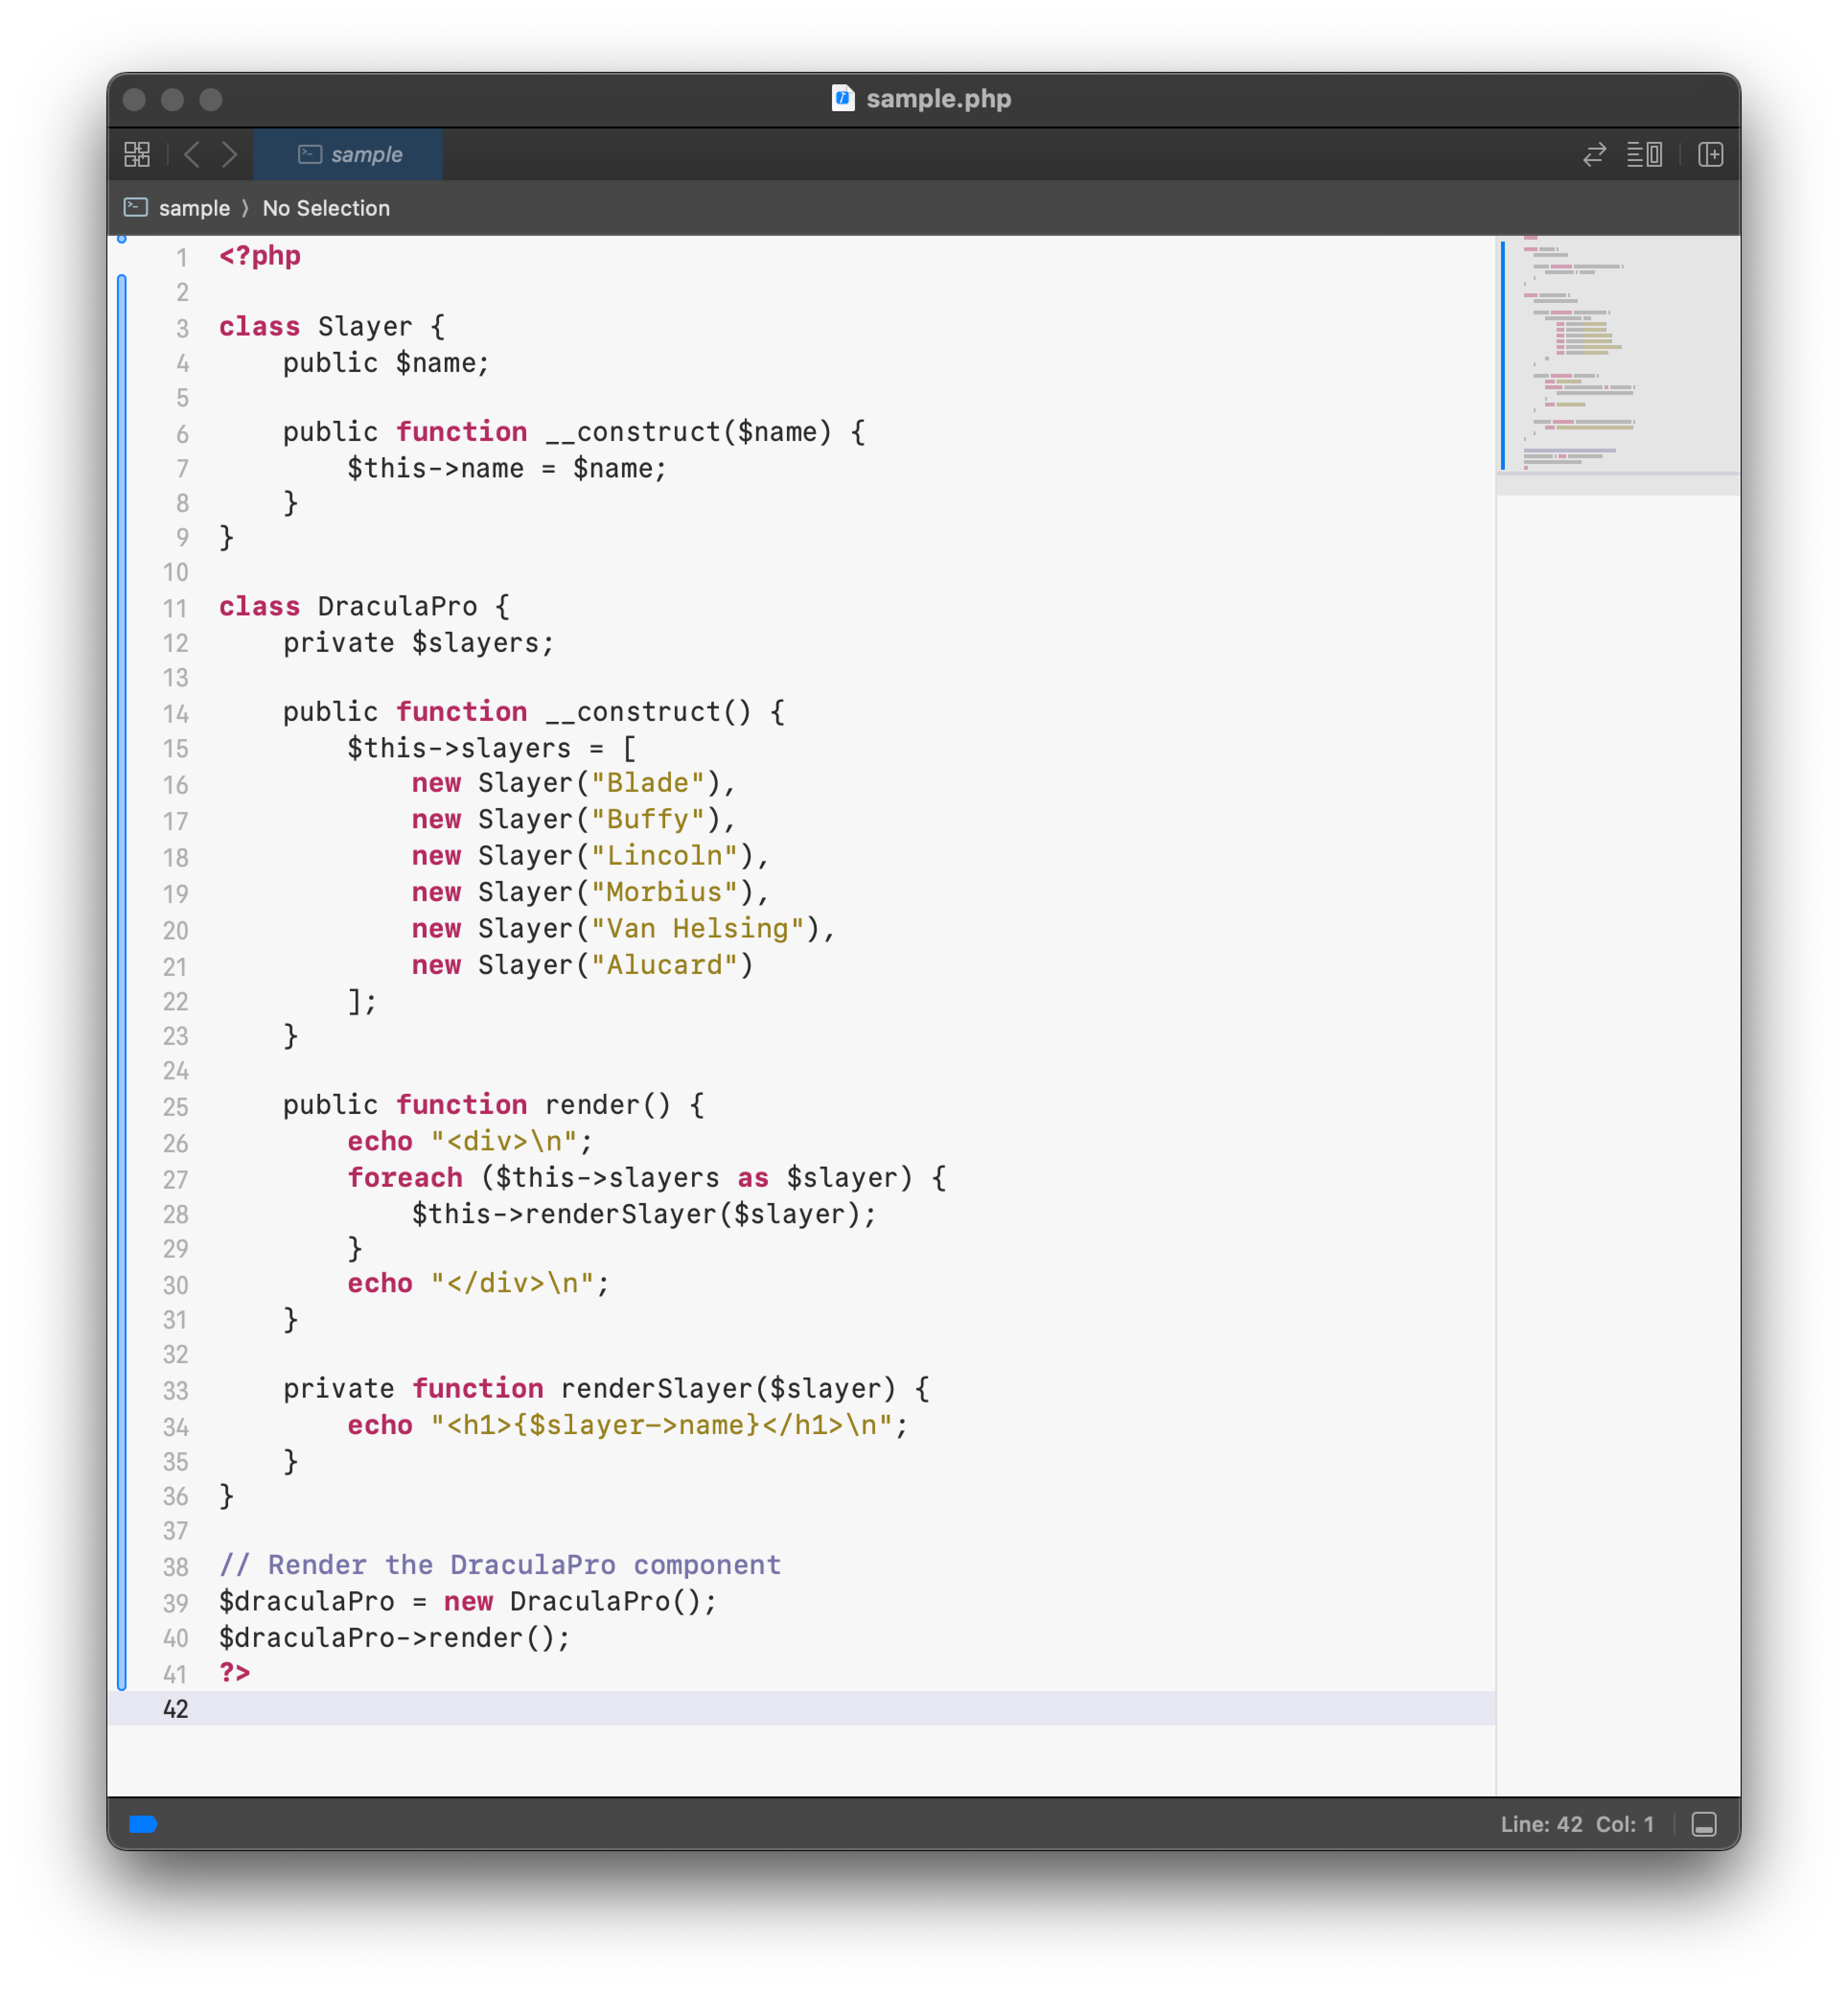 sample.php
sample
sample › No Selection
1 <?php
2
3 class Slayer {
4     public $name;
5
6     public function __construct($name) {
7         $this->name = $name;
8     }
9 }
10
11 class DraculaPro {
12     private $slayers;
13
14     public function __construct() {
15         $this->slayers = [
16             new Slayer("Blade"),
17             new Slayer("Buffy"),
18             new Slayer("Lincoln"),
19             new Slayer("Morbius"),
20             new Slayer("Van Helsing"),
21             new Slayer("Alucard")
22         ];
23     }
24
25     public function render() {
26         echo "<div>\n";
27         foreach ($this->slayers as $slayer) {
28             $this->renderSlayer($slayer);
29         }
30         echo "</div>\n";
31     }
32
33     private function renderSlayer($slayer) {
34         echo "<h1>{$slayer->name}</h1>\n";
35     }
36 }
37
38 // Render the DraculaPro component
39 $draculaPro = new DraculaPro();
40 $draculaPro->render();
41 ?>
42
Line: 42 Col: 1